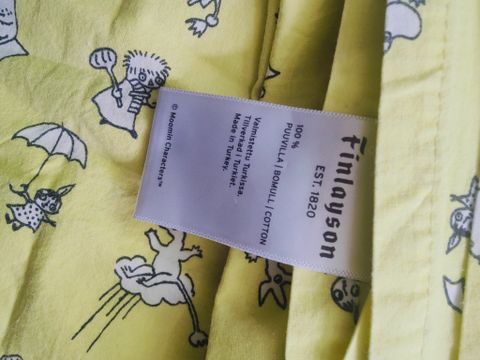 Finlayson
EST. 1820
100 %
PUUVILLA | BOMULL | COTTON
Valmistettu Turkissa.
Tillverkad i Turkiet.
Made in Turkey.
© Moomin Characters™